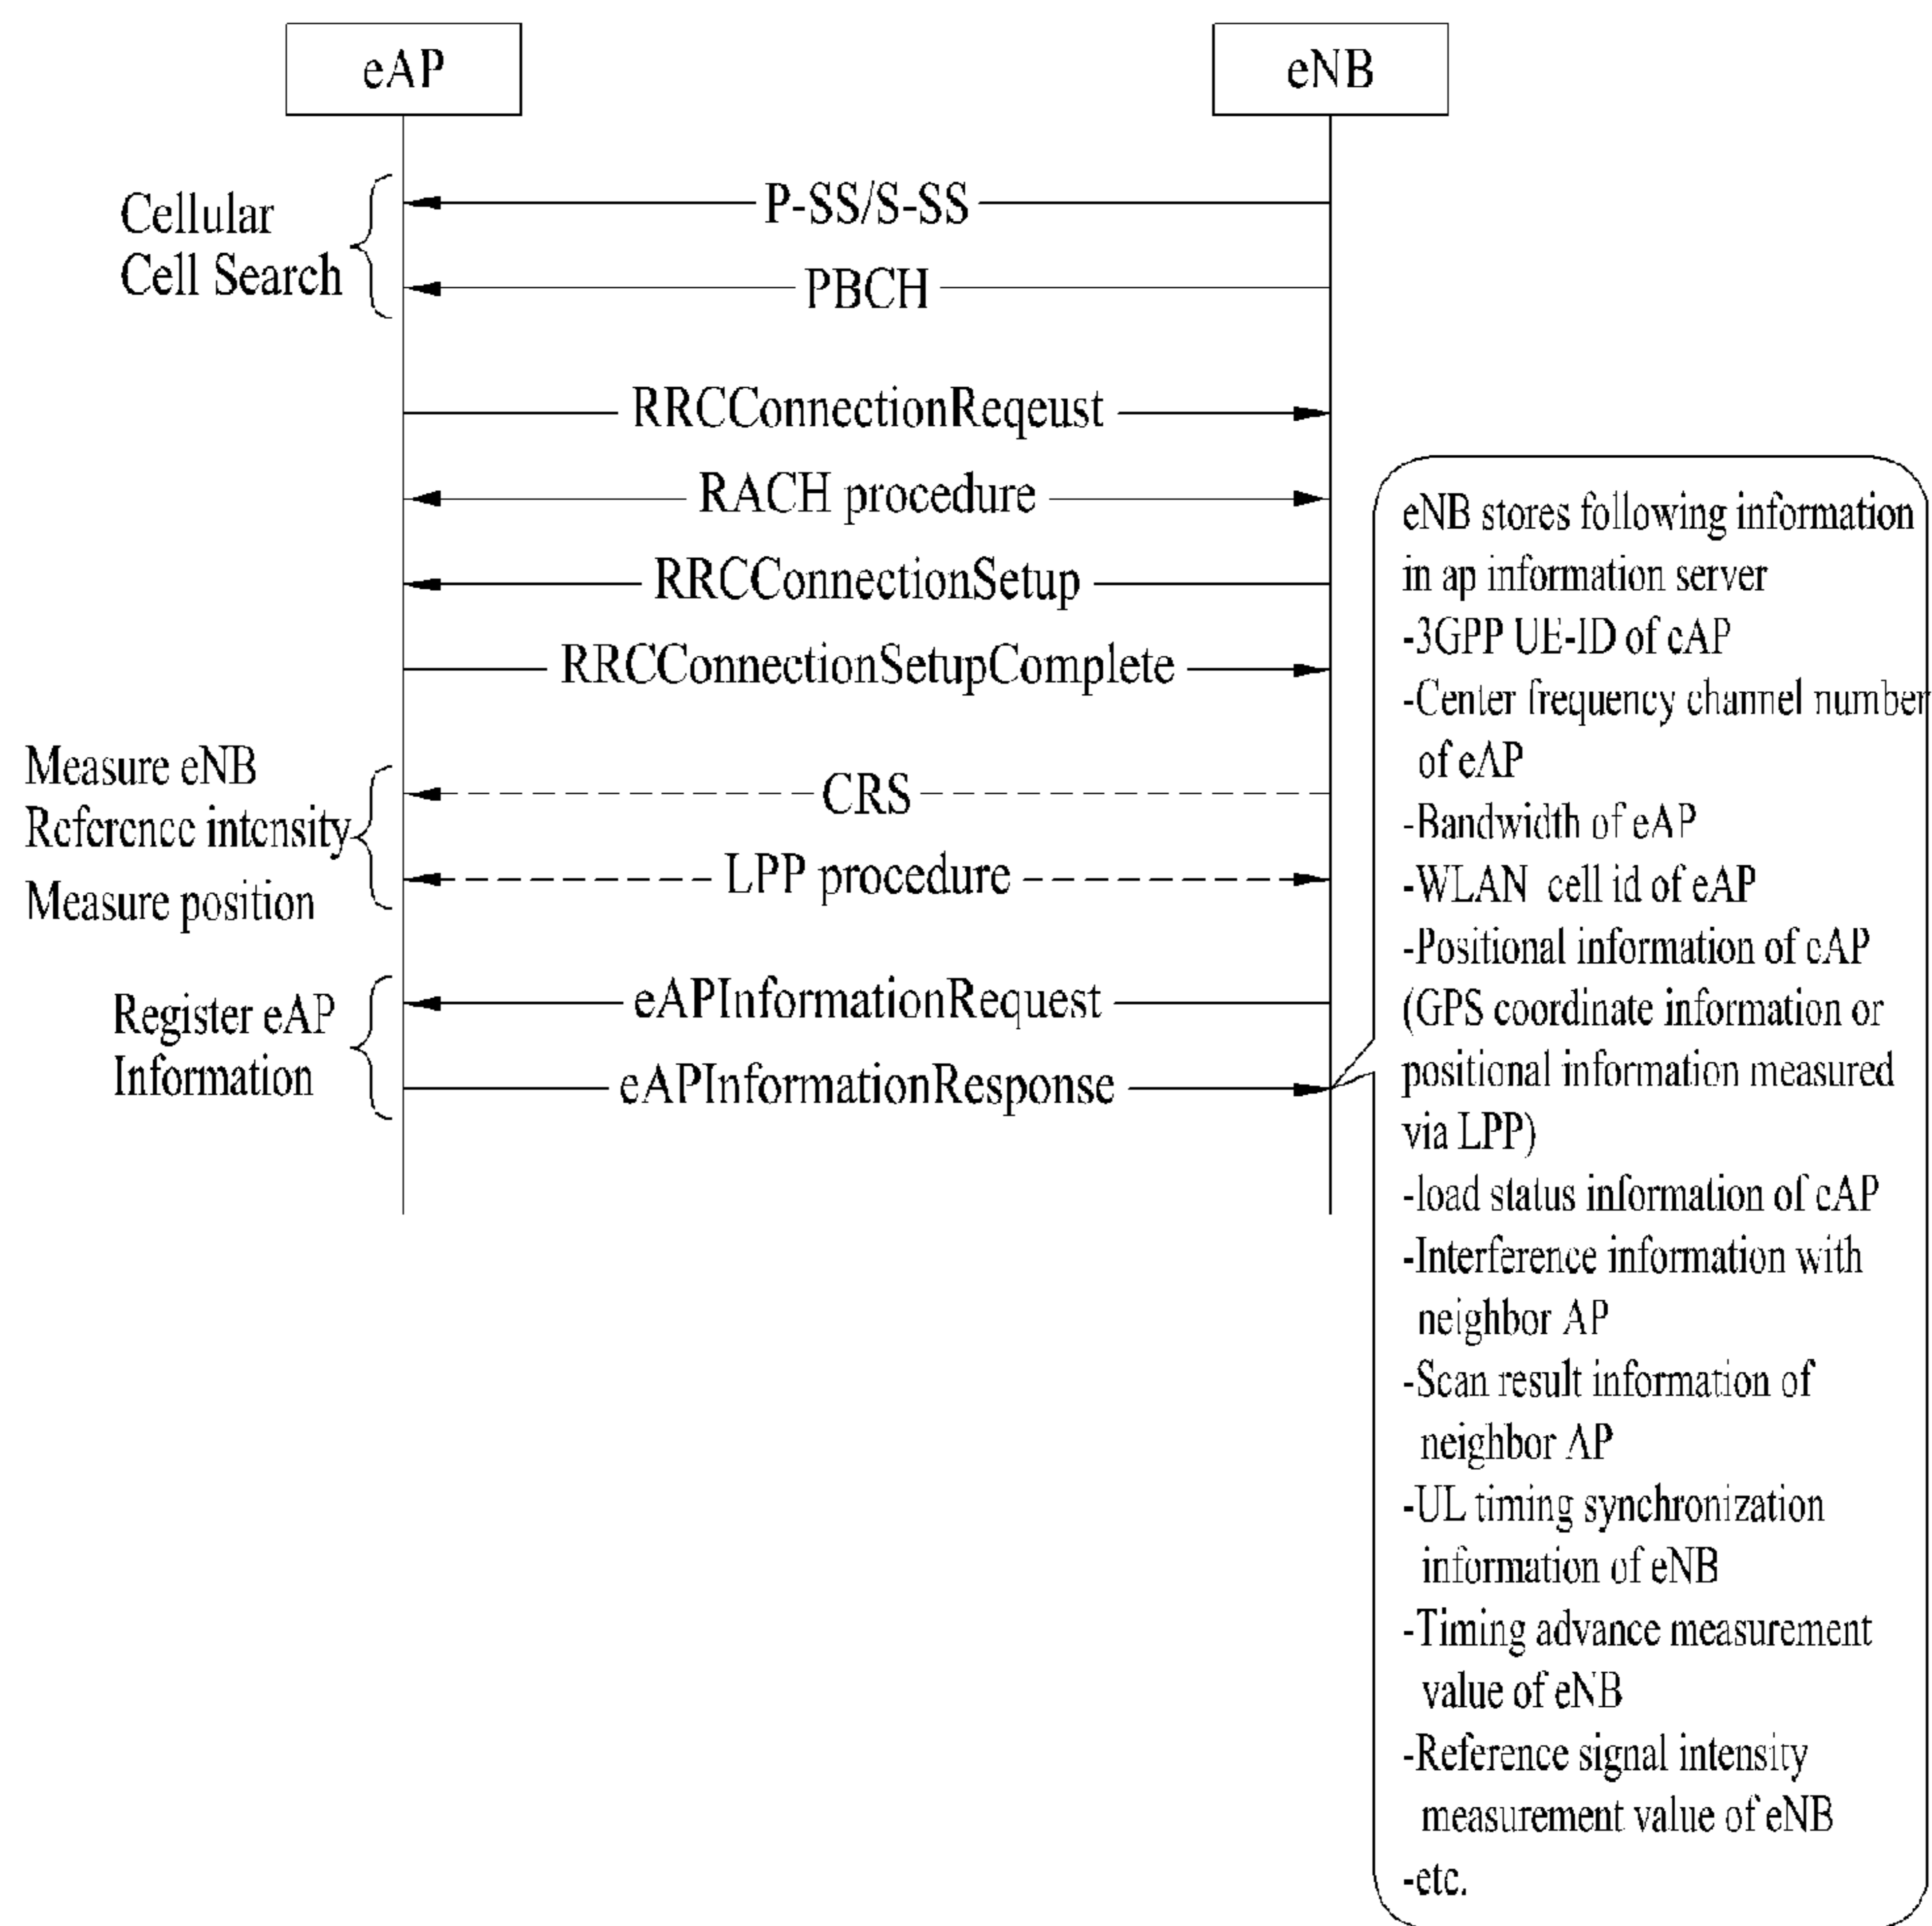 eAP
eNB
Cellular
Cell Search
P-SS/S-SS
PBCH
RRCConnectionReqeust
RACH procedure
RRCConnectionSetup
RRCConnectionSetupComplete
Measure eNB
Reference intensity
Measure position
CRS
LPP procedure
Register eAP
Information
eAPInformationRequest
eAPInformationResponse
eNB stores following information
in ap information server
-3GPP UE-ID of eAP
-Center frequency channel number
of eAP
-Bandwidth of eAP
-WLAN cell id of eAP
-Positional information of eAP
(GPS coordinate information or
positional information measured
via LPP)
-load status information of eAP
-Interference information with
neighbor AP
-Scan result information of
neighbor AP
-UL timing synchronization
information of eNB
-Timing advance measurement
value of eNB
-Reference signal intensity
measurement value of eNB
-etc.